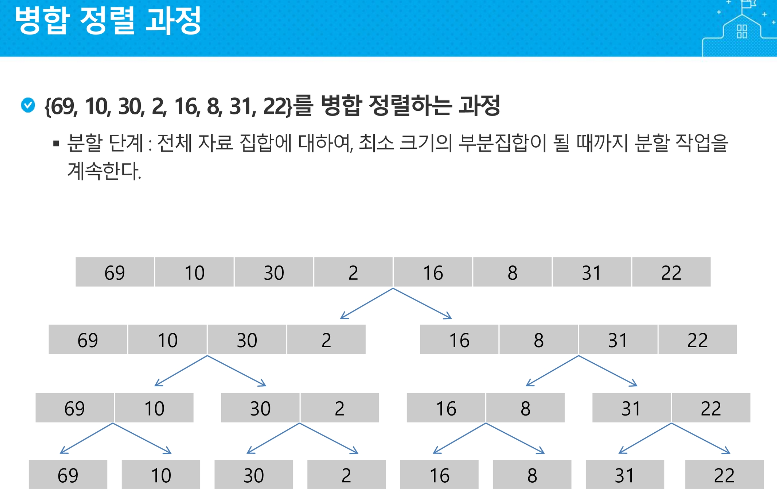 병합 정렬 과정
{69, 10, 30, 2, 16, 8, 31, 22}를 병합 정렬하는 과정
▪ 분할 단계 : 전체 자료 집합에 대하여, 최소 크기의 부분집합이 될 때까지 분할 작업을
계속한다.
69 10 30 2 16 8 31 22
69 10 30 2 16 8 31 22
69 10 30 2 16 8 31 22
69 10 30 2 16 8 31 22